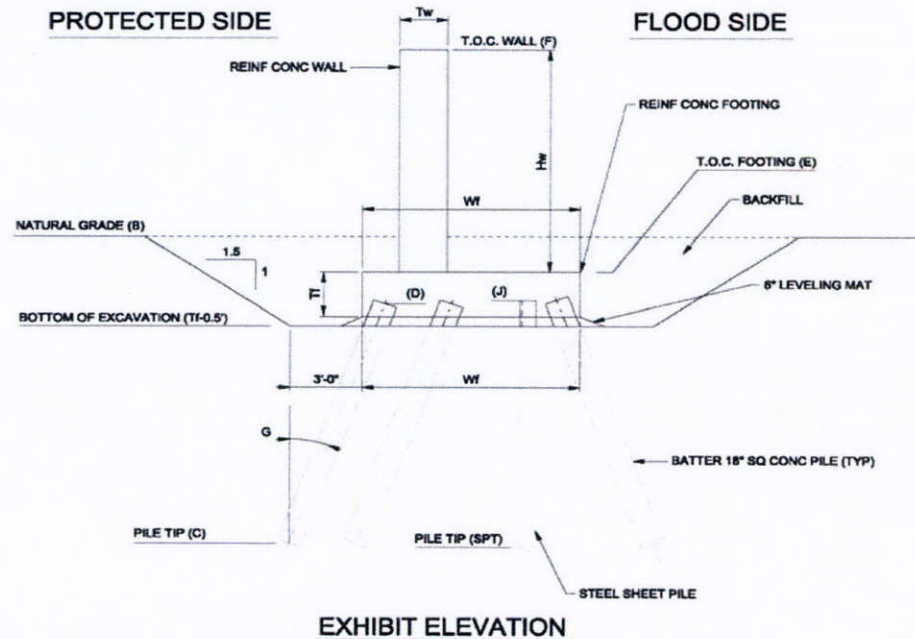 PROTECTED SIDE
Tw
FLOOD SIDE
T.O.C. WALL (F)
REINF CONC WALL
REINF CONC FOOTING
Hw
T.O.C. FOOTING (E)
Wf
BACKFILL
NATURAL GRADE (B)
1.5
1
Tf
(D)
(J)
6" LEVELING MAT
BOTTOM OF EXCAVATION (Tf-0.5')
3'-0"
Wf
G
BATTER 18" SQ CONC PILE (TYP)
PILE TIP (C)
PILE TIP (SPT)
STEEL SHEET PILE
EXHIBIT ELEVATION